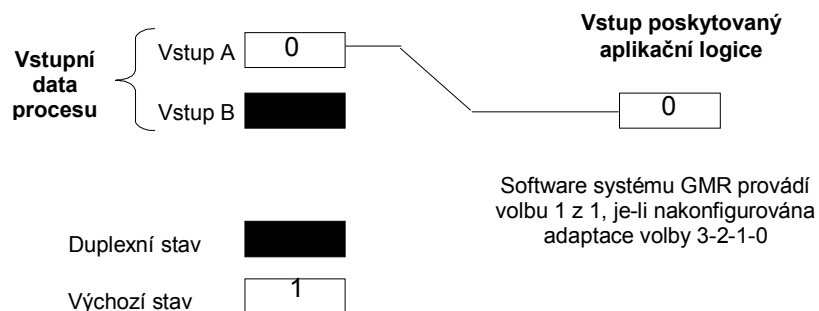 Vstupní
data
procesu
Vstup A
0
Vstup B
Vstup poskytovaný
aplikační logice
0
Software systému GMR provádí
volbu 1 z 1, je-li nakonfigurována
adaptace volby 3-2-1-0
Duplexní stav
Výchozí stav
1